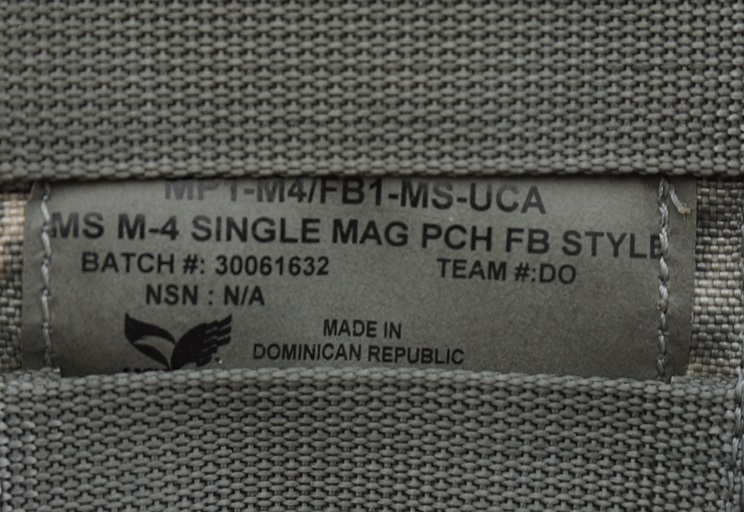 MP1-M4/FB1-MS-UCA
MS M-4 SINGLE MAG PCH FB STYLE
BATCH #: 30061632 TEAM #:DO
NSN : N/A
MADE IN
DOMINICAN REPUBLIC